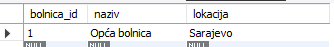 bolnica_id naziv lokacija
1 Opća bolnica Sarajevo
NULL NULL NULL